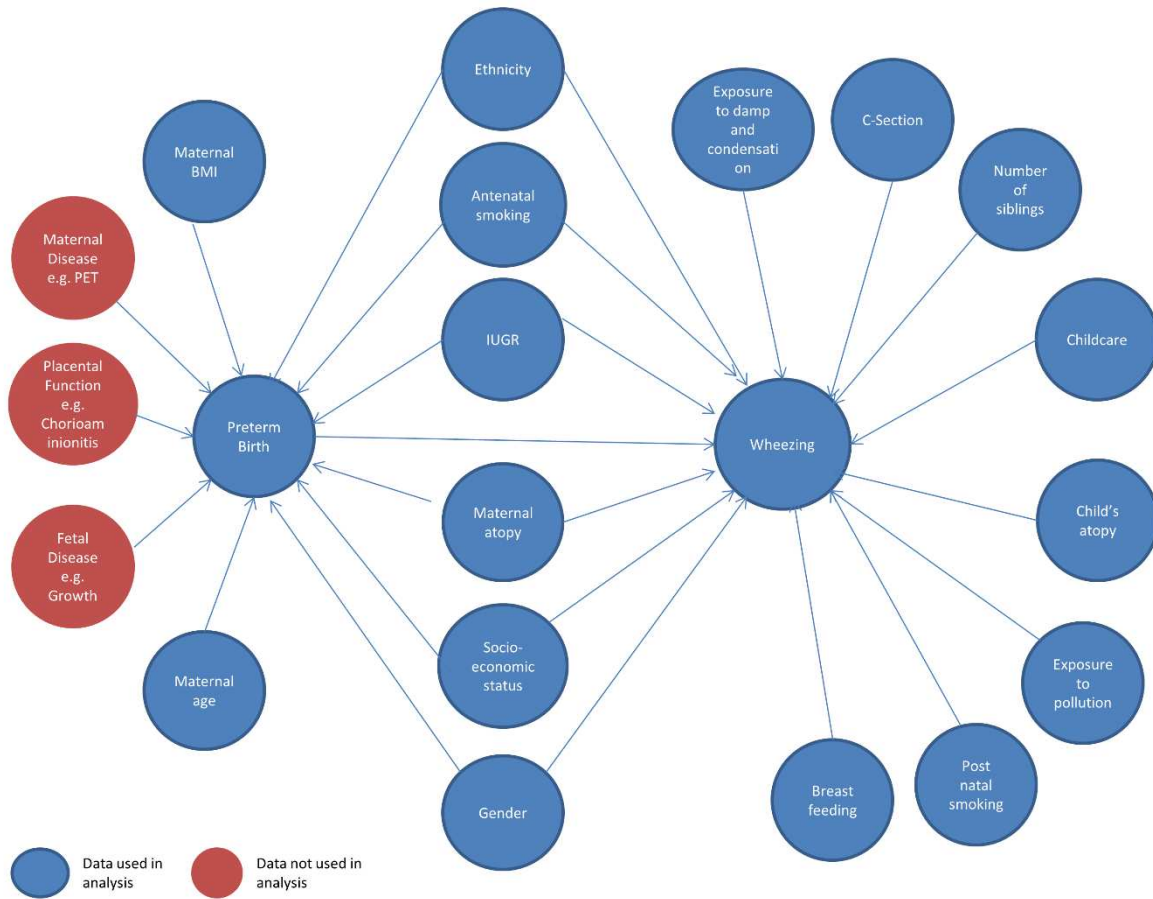 Ethnicity
Exposure
to damp
and
condensati
on
C-Section
Maternal
BMI
Number
of
siblings
Antenatal
smoking
Maternal
Disease
e.g. PET
IUGR
Childcare
Placental
Function
e.g.
Chorioam
inionitis
Preterm
Birth
Wheezing
Maternal
atopy
Child's
atopy
Fetal
Disease
e.g.
Growth
Socio-
economic
status
Exposure
to
pollution
Maternal
age
Gender
Breast
feeding
Post
natal
smoking
Data used in
analysis
Data not used in
analysis